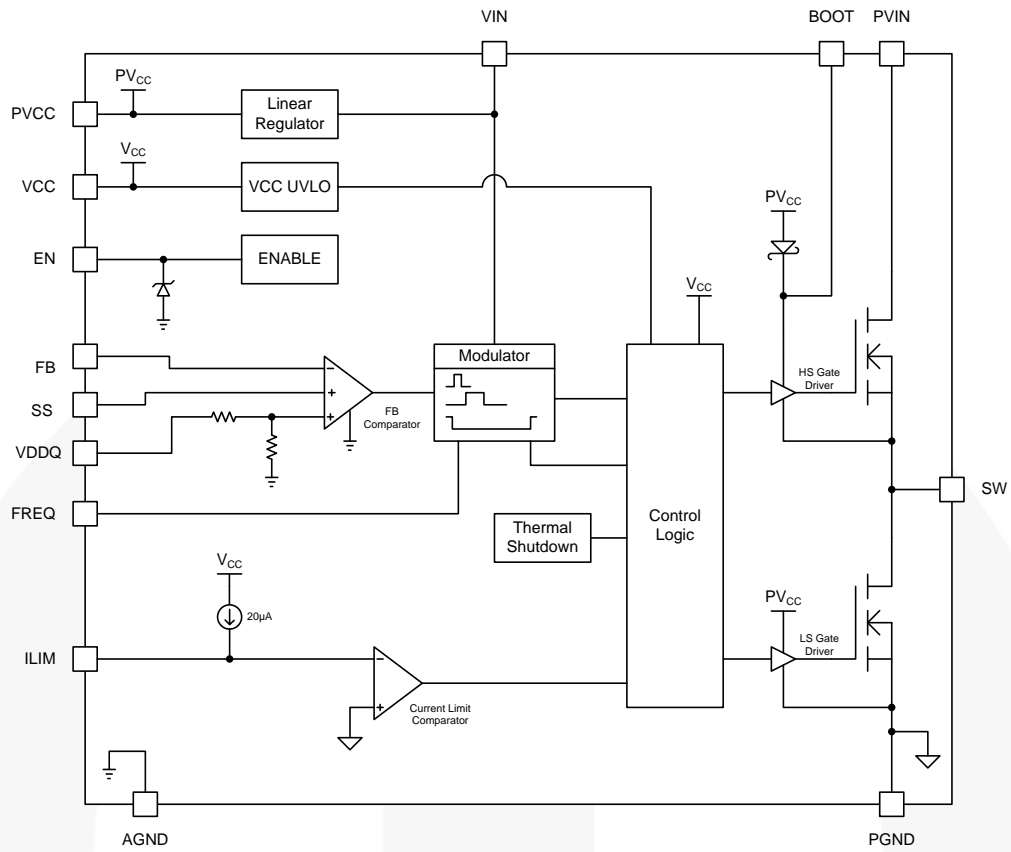 VIN
BOOT
PVIN
PVCC
PVCC
Linear
Regulator
VCC
VCC
VCC UVLO
EN
ENABLE
PVCC
VCC
FB
SS
VDDQ
FREQ
−
+
+
FB
Comparator
Modulator
HS Gate
Driver
SW
Thermal
Shutdown
Control
Logic
VCC
20µA
PVCC
LS Gate
Driver
ILIM
−
+
Current Limit
Comparator
AGND
PGND